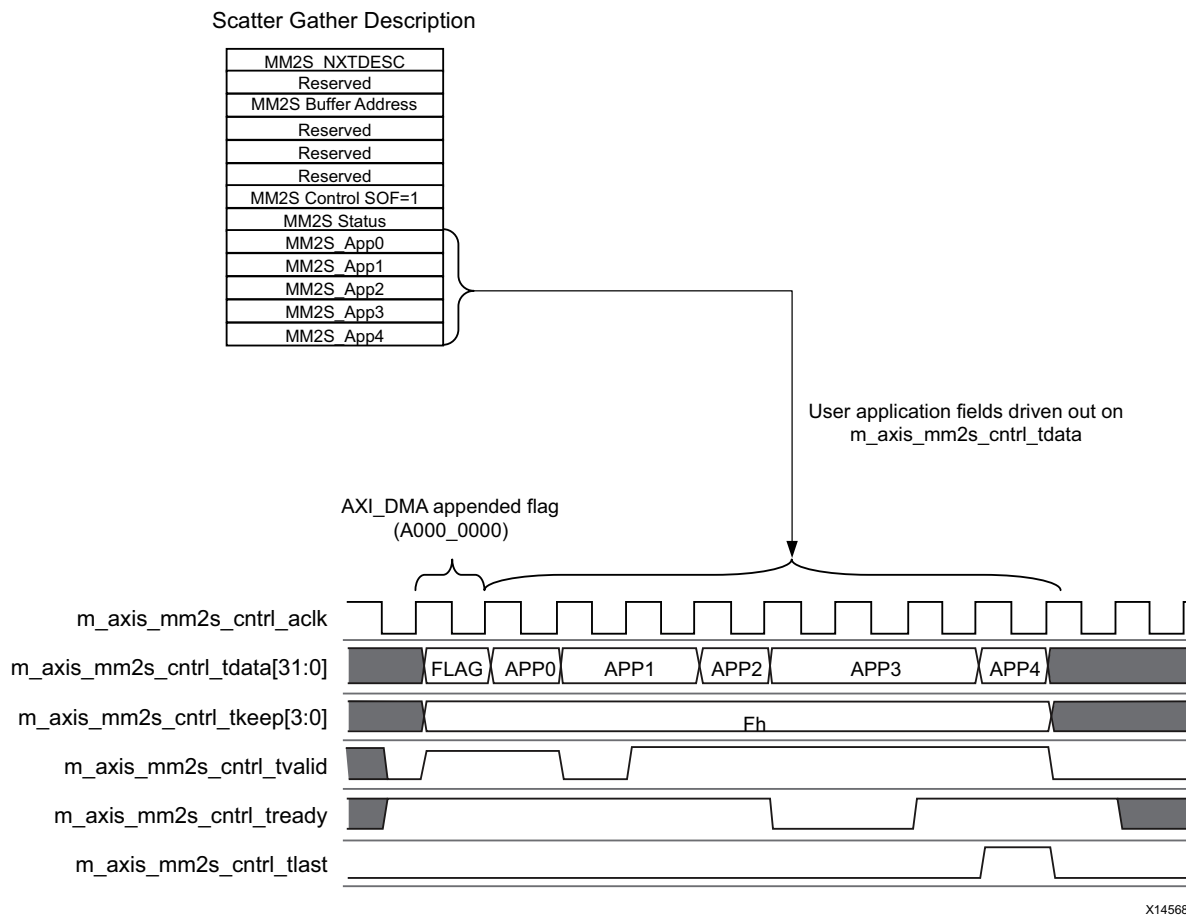 Scatter Gather Description
MM2S_NXTDESC
Reserved
MM2S Buffer Address
Reserved
Reserved
Reserved
MM2S Control SOF=1
MM2S Status
MM2S_App0
MM2S_App1
MM2S_App2
MM2S_App3
MM2S_App4
User application fields driven out on
m_axis_mm2s_cntrl_tdata
AXI_DMA appended flag
(A000_0000)
m_axis_mm2s_cntrl_aclk
m_axis_mm2s_cntrl_tdata[31:0]
FLAG APP0 APP1 APP2 APP3 APP4
m_axis_mm2s_cntrl_tkeep[3:0]
Fh
m_axis_mm2s_cntrl_tvalid
m_axis_mm2s_cntrl_tready
m_axis_mm2s_cntrl_tlast
X14568